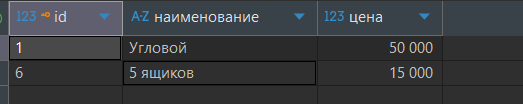 123 id A-Z наименование 123 цена
1 Угловой 50 000
6 5 ящиков 15 000